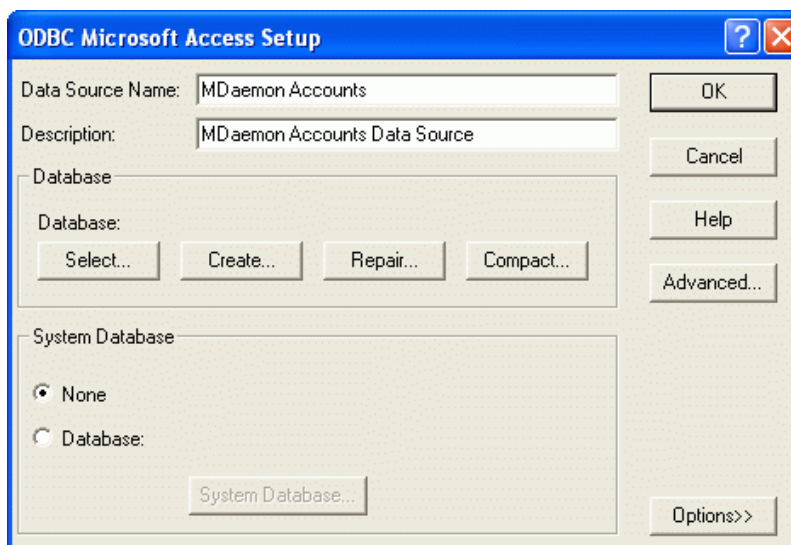 ODBC Microsoft Access Setup
Data Source Name: MDaemon Accounts
OK
Description: MDaemon Accounts Data Source
Cancel
Database
Database:
Select... Create... Repair... Compact...
Help
Advanced...
System Database
None
Database:
System Database...
Options>>